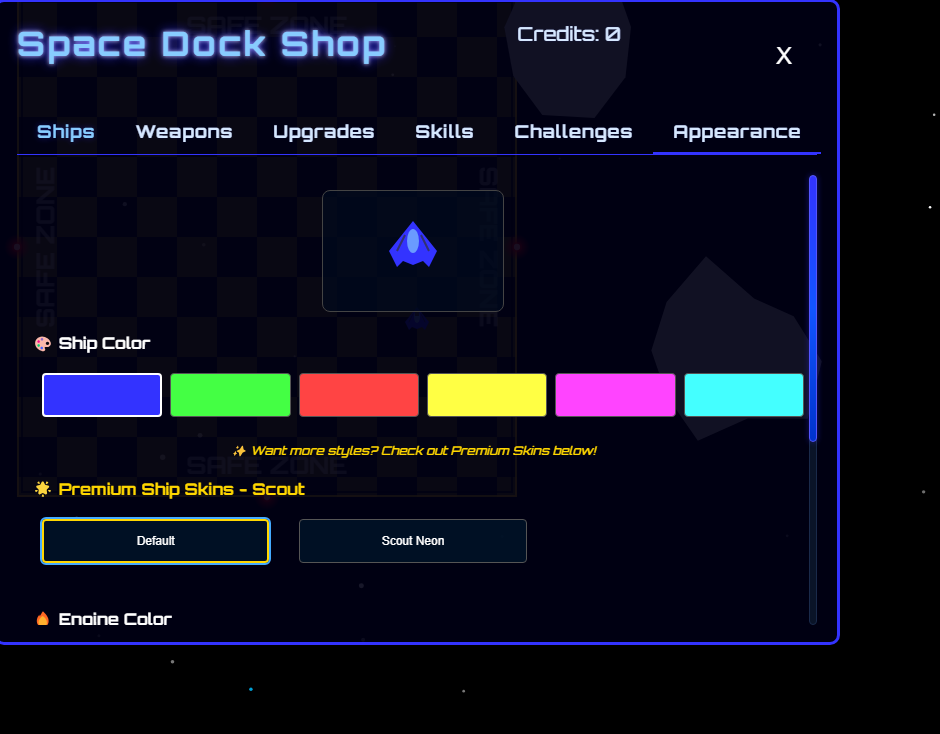 SAFE ZONE
Space Dock Shop
Credits: 0
X
Ships Weapons Upgrades Skills Challenges Appearance
SAFE ZONE
SAFE ZONE
Ship Color
Want more styles? Check out Premium Skins below!
SAFE ZONE
Premium Ship Skins - Scout
Default
Scout Neon
Engine Color